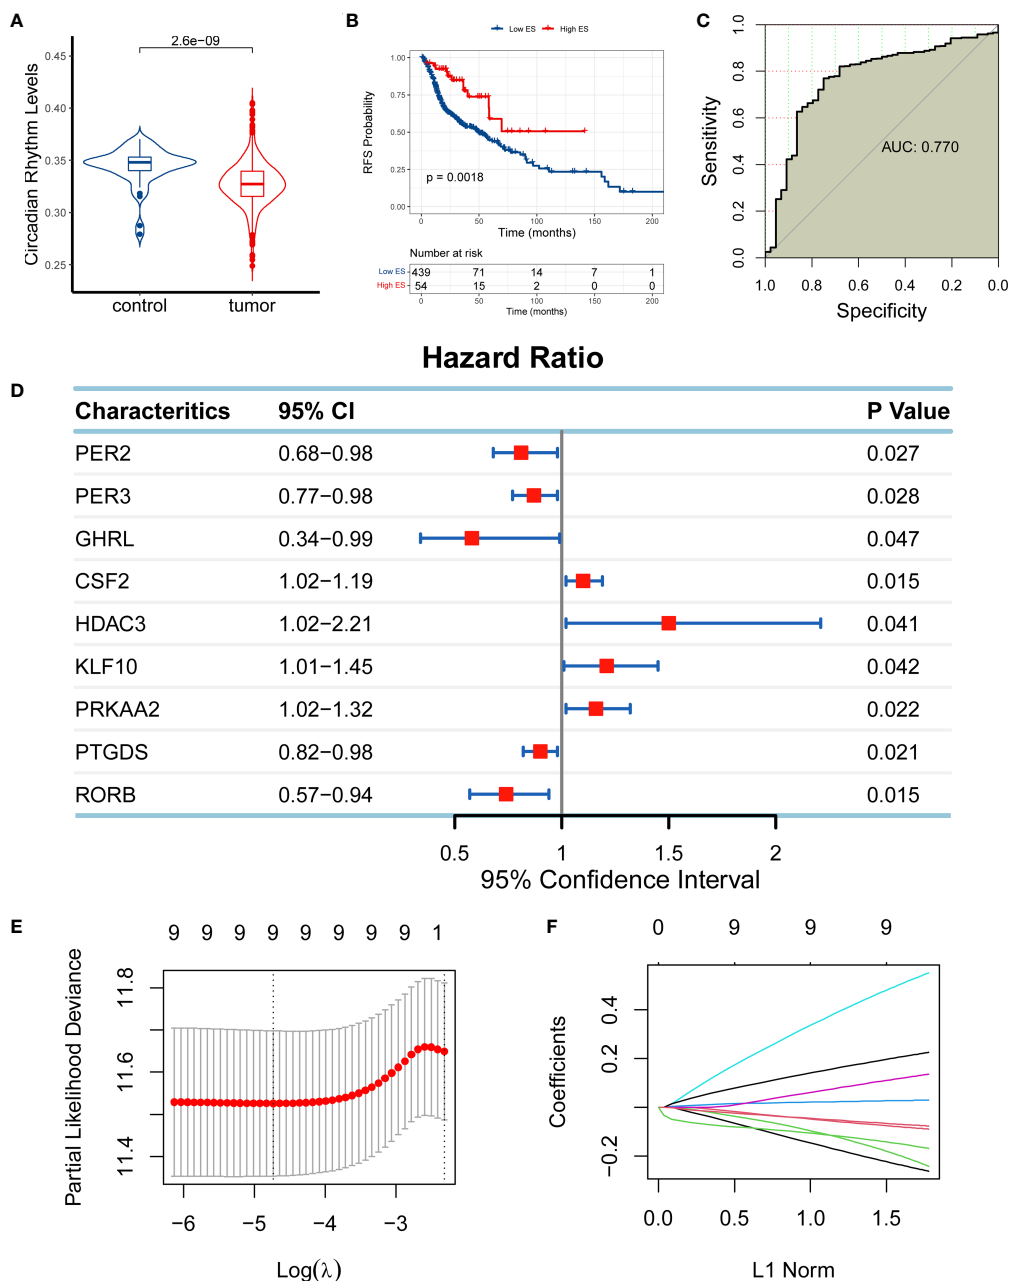 A
2.6e−09
Circadian Rhythm Levels
0.45
0.40
0.35
0.30
0.25
control tumor
B
Low ES High ES
RFS Probability
1.00
0.75
0.50
0.25
0.00
p = 0.0018
0 50 100 150 200
Time (months)
Number at risk
Low ES 439 71 14 7 1
High ES 54 15 2 0 0
0 50 100 150 200
Time (months)
C
Sensitivity
1.0
0.8
0.6
0.4
0.2
0.0
AUC: 0.770
1.0 0.8 0.6 0.4 0.2 0.0
Specificity
Hazard Ratio
D
Characteritics 95% CI P Value
PER2 0.68−0.98 0.027
PER3 0.77−0.98 0.028
GHRL 0.34−0.99 0.047
CSF2 1.02−1.19 0.015
HDAC3 1.02−2.21 0.041
KLF10 1.01−1.45 0.042
PRKAA2 1.02−1.32 0.022
PTGDS 0.82−0.98 0.021
RORB 0.57−0.94 0.015
0.5 1 1.5 2
95% Confidence Interval
E
9 9 9 9 9 9 9 9 1
Partial Likelihood Deviance
11.8
11.6
11.4
−6 −5 −4 −3
Log(λ)
F
0 9 9 9
Coefficients
0.4
0.2
−0.2
0.0 0.5 1.0 1.5
L1 Norm